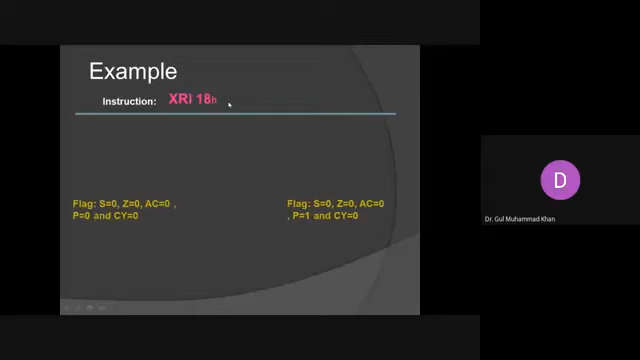 Example
Instruction: XRI 18h
Flag: S=0, Z=0, AC=0 ,
P=0 and CY=0
Flag: S=0, Z=0, AC=0
, P=1 and CY=0
D
Dr. Gul Muhammad Khan